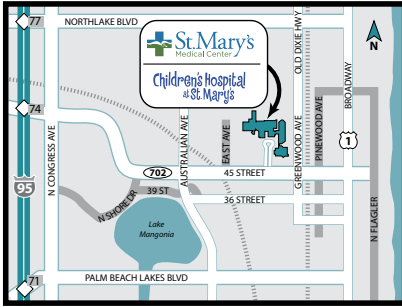 77
NORTHLAKE BLVD
St.Mary's
Medical Center
Children's Hospital
at St.Mary's
OLD DIXIE HWY
N
BROADWAY
74
N CONGRESS AVE
AUSTRALIAN AVE
EAST AVE
GREENWOOD AVE
PINEWOOD AVE
1
702
45 STREET
39 ST
36 STREET
95
N SHORE DR
Lake
Mangonia
N FLAGLER
71
PALM BEACH LAKES BLVD